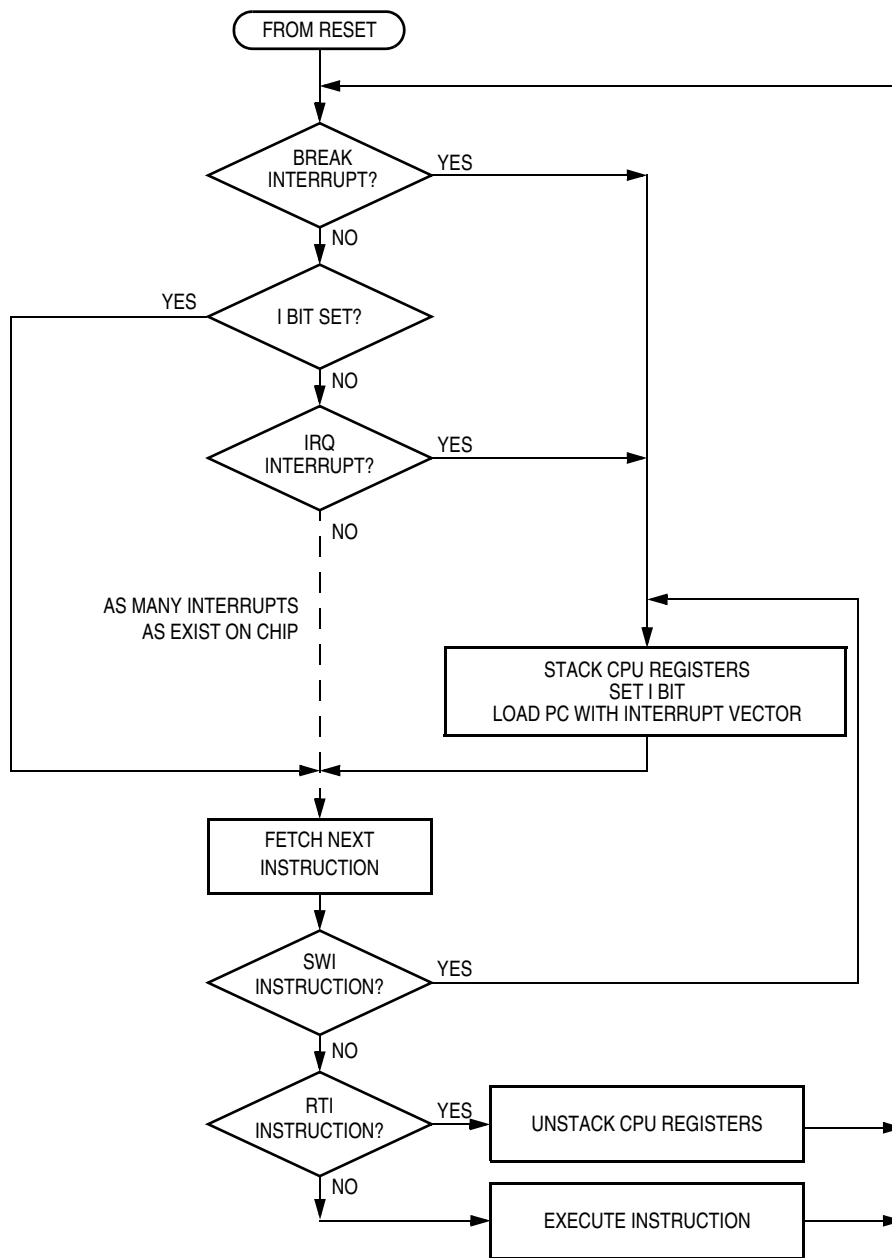 FROM RESET
BREAK
INTERRUPT?
YES
NO
YES
I BIT SET?
NO
IRQ
INTERRUPT?
YES
NO
AS MANY INTERRUPTS
AS EXIST ON CHIP
STACK CPU REGISTERS
SET I BIT
LOAD PC WITH INTERRUPT VECTOR
FETCH NEXT
INSTRUCTION
SWI
INSTRUCTION?
YES
NO
RTI
INSTRUCTION?
YES
UNSTACK CPU REGISTERS
NO
EXECUTE INSTRUCTION